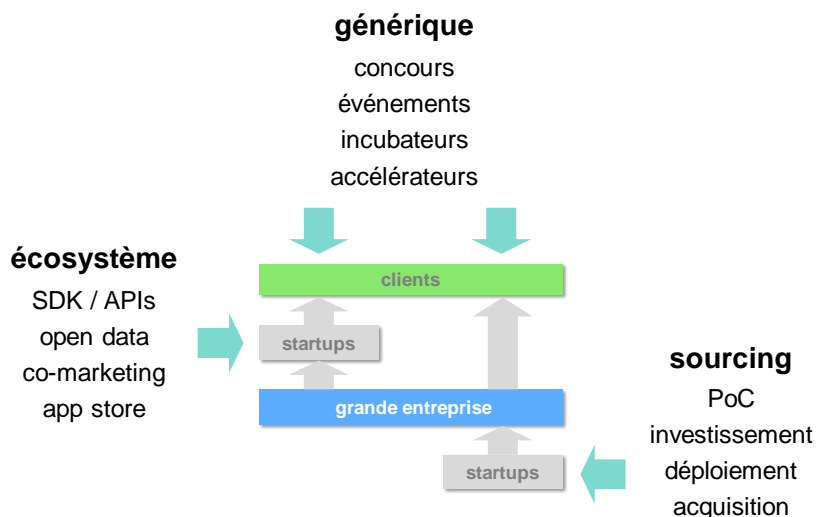 générique
concours
événements
incubateurs
accélérateurs
écosystème
SDK / APIs
open data
co-marketing
app store
clients
startups
grande entreprise
startups
sourcing
PoC
investissement
déploiement
acquisition